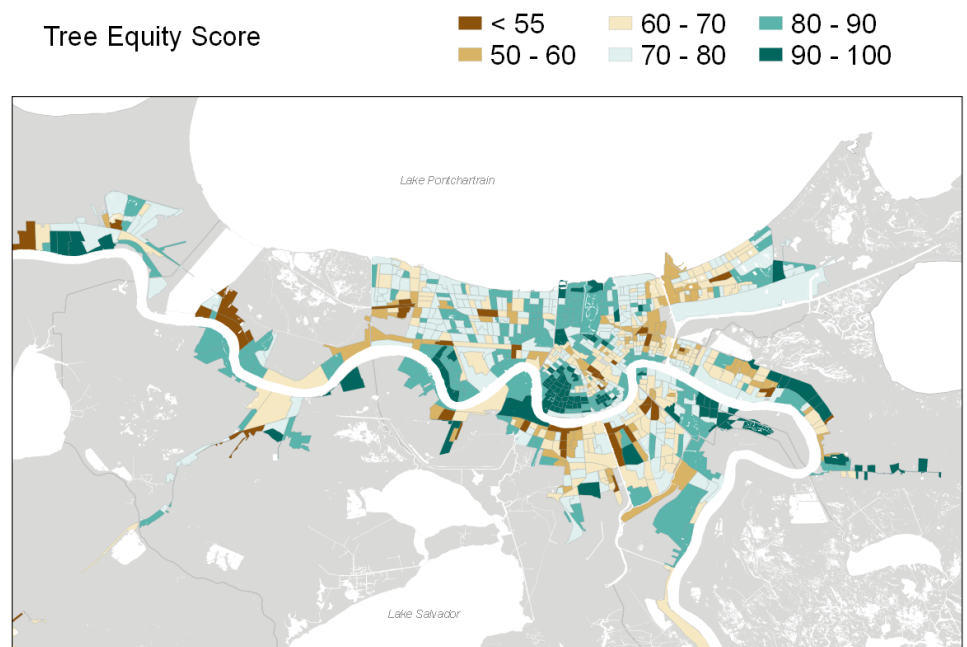 Tree Equity Score
< 55
60 - 70
80 - 90
50 - 60
70 - 80
90 - 100
Lake Pontchartrain
Lake Salvador